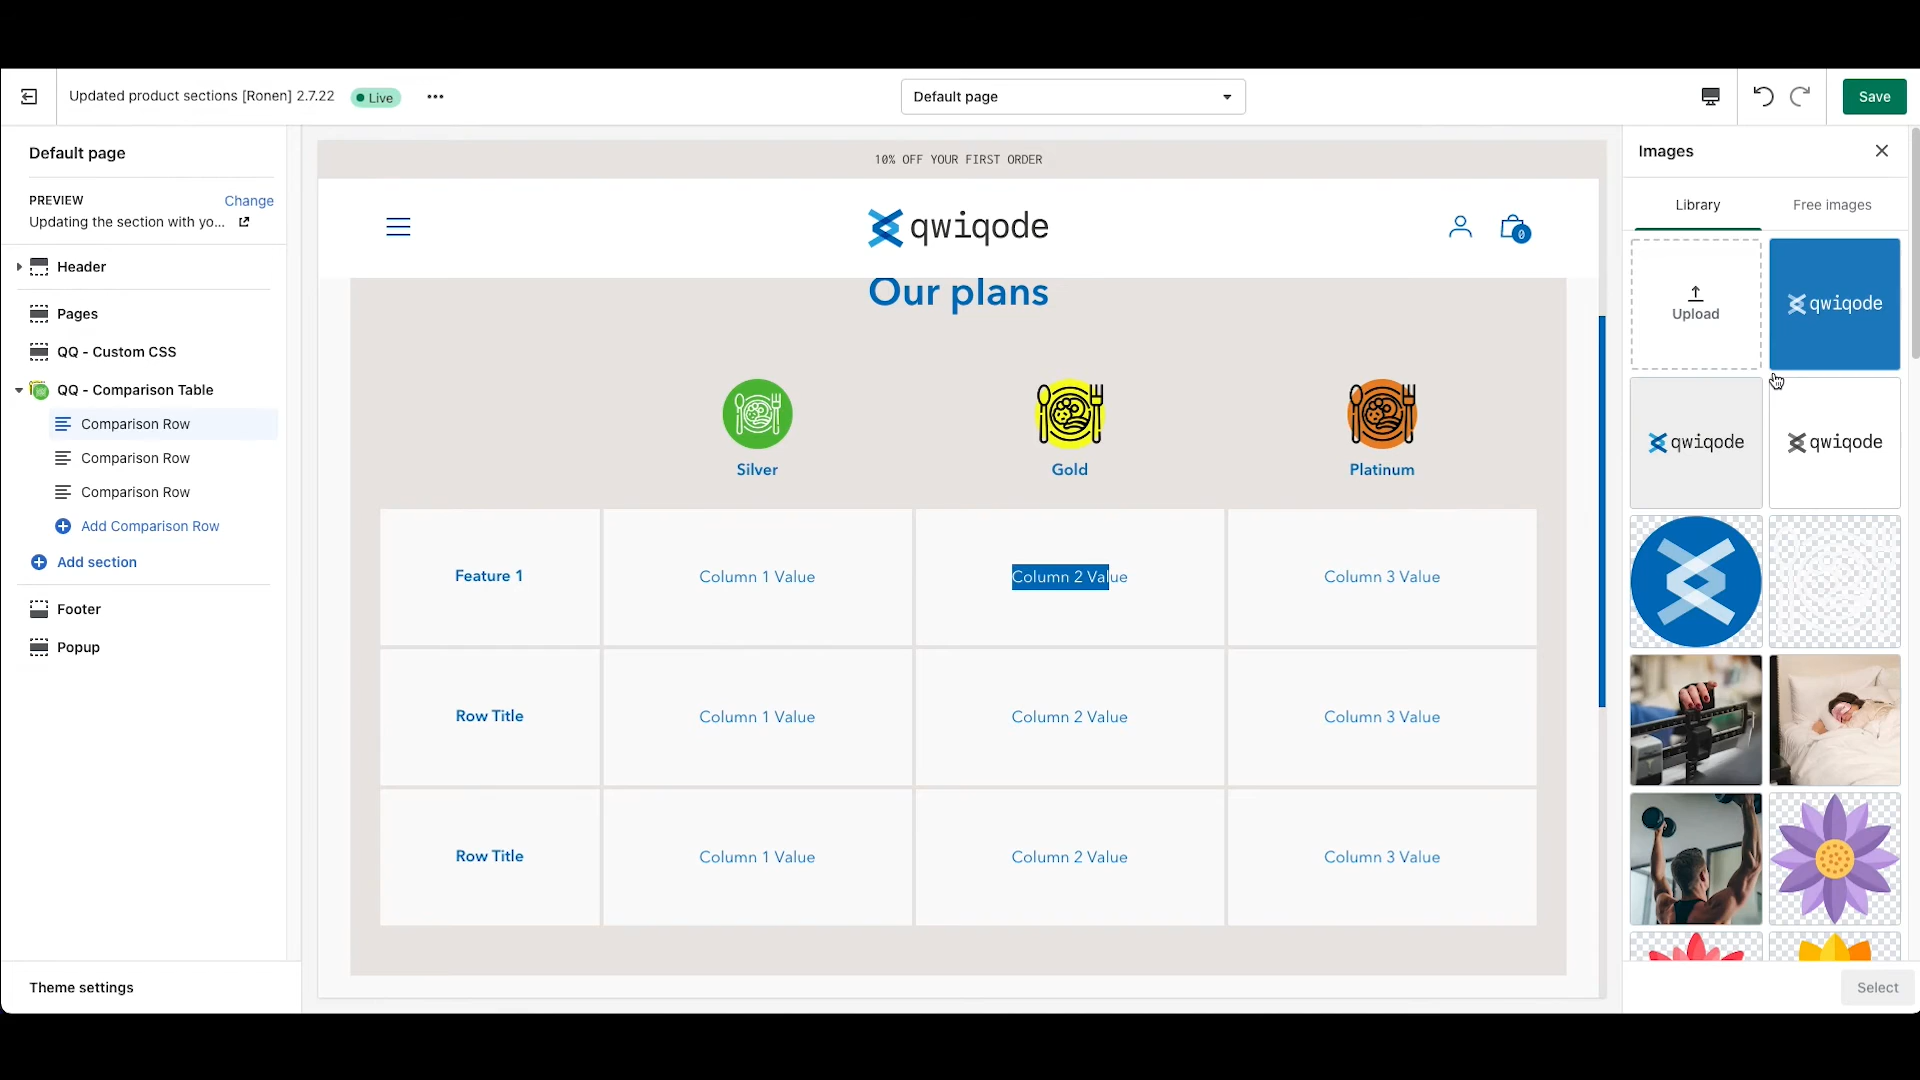 Updated product sections [Ronen] 2.7.22
Live
Default page
Save
Default page
PREVIEW
Change
Updating the section with yo...
Header
Pages
QQ - Custom CSS
QQ - Comparison Table
Comparison Row
Comparison Row
Comparison Row
Add Comparison Row
Add section
Footer
Popup
Theme settings
10% OFF YOUR FIRST ORDER
qwiqode
0
Our plans
Silver
Gold
Platinum
Feature 1
Column 1 Value
Column 2 Value
Column 3 Value
Row Title
Column 1 Value
Column 2 Value
Column 3 Value
Row Title
Column 1 Value
Column 2 Value
Column 3 Value
Images
Library
Free images
Upload
qwiqode
qwiqode
qwiqode
Select